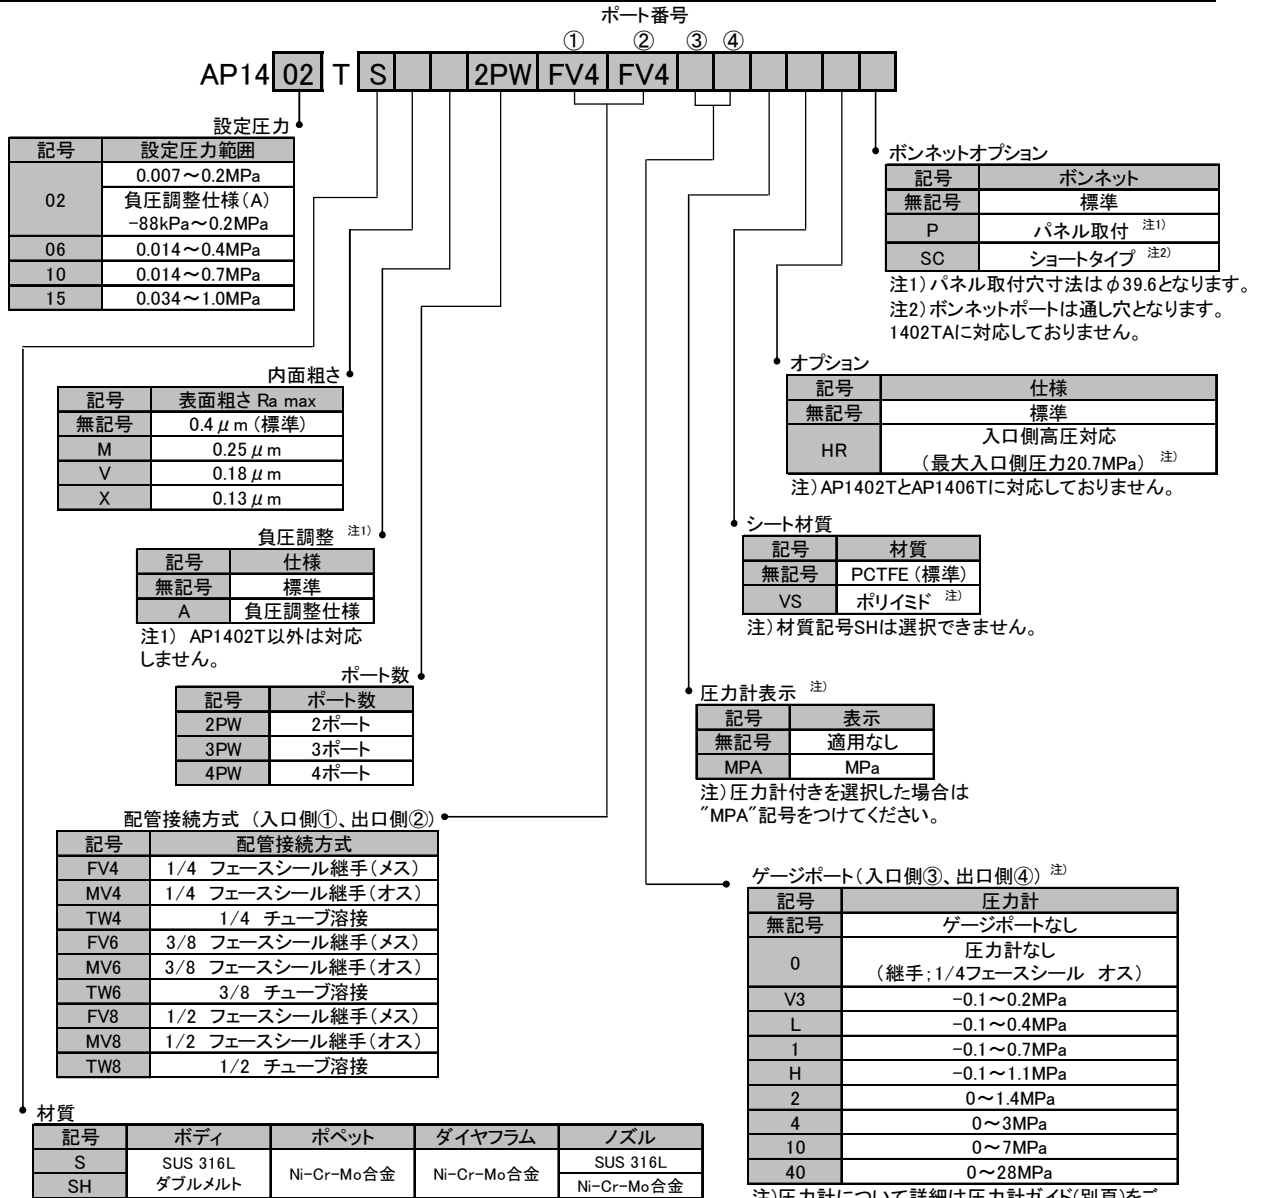 ポート番号
① ② ③ ④
AP14 02 T S 2PW FV4 FV4
設定圧力
記号 設定圧力範囲
02 0.007～0.2MPa
負圧調整仕様(A)
-88kPa～0.2MPa
06 0.014～0.4MPa
10 0.014～0.7MPa
15 0.034～1.0MPa
ボンネットオプション
記号 ボンネット
無記号 標準
P パネル取付 注1)
SC ショートタイプ 注2)
注1)パネル取付穴寸法はφ39.6となります。
注2)ボンネットポートは通し穴となります。
1402TAに対応しておりません。
内面粗さ
記号 表面粗さ Ra max
無記号 0.4μm(標準)
M 0.25μm
V 0.18μm
X 0.13μm
オプション
記号 仕様
無記号 標準
HR 入口側高圧対応
(最大入口側圧力20.7MPa) 注)
注)AP1402TとAP1406Tに対応しておりません。
負圧調整 注1)
記号 仕様
無記号 標準
A 負圧調整仕様
注1) AP1402T以外は対応
しません。
シート材質
記号 材質
無記号 PCTFE(標準)
VS ポリイミド 注)
注)材質記号SHは選択できません。
ポート数
記号 ポート数
2PW 2ポート
3PW 3ポート
4PW 4ポート
圧力計表示 注)
記号 表示
無記号 適用なし
MPA MPa
注)圧力計付きを選択した場合は
"MPA"記号をつけてください。
配管接続方式 (入口側①、出口側②)
記号 配管接続方式
FV4 1/4 フェースシール継手(メス)
MV4 1/4 フェースシール継手(オス)
TW4 1/4 チューブ溶接
FV6 3/8 フェースシール継手(メス)
MV6 3/8 フェースシール継手(オス)
TW6 3/8 チューブ溶接
FV8 1/2 フェースシール継手(メス)
MV8 1/2 フェースシール継手(オス)
TW8 1/2 チューブ溶接
ゲージポート(入口側③、出口側④) 注)
記号 圧力計
無記号 ゲージポートなし
0 圧力計なし
(継手;1/4フェースシール オス)
V3 -0.1～0.2MPa
L -0.1～0.4MPa
1 -0.1～0.7MPa
H -0.1～1.1MPa
2 0～1.4MPa
4 0～3MPa
10 0～7MPa
40 0～28MPa
注)圧力計について詳細は圧力計ガイド(別頁)をご
材質
記号 ボディ ポペット ダイヤフラム ノズル
S SUS 316L ダブルメルト Ni-Cr-Mo合金 Ni-Cr-Mo合金 SUS 316L
SH Ni-Cr-Mo合金